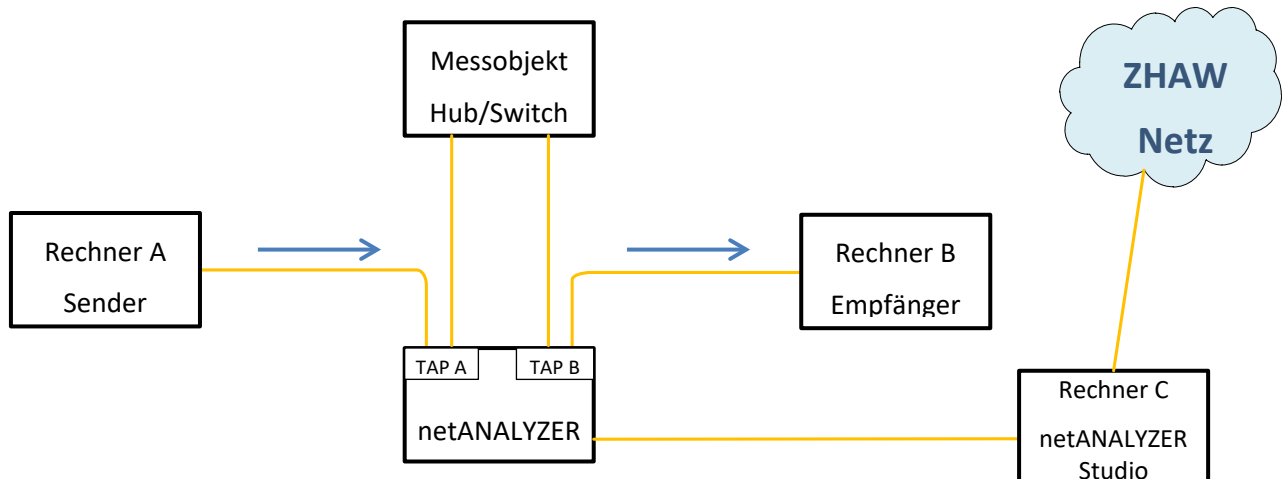 Messobjekt
Hub/Switch
ZHAW
Netz
Rechner A
Sender
Rechner B
Empfänger
TAP A
TAP B
netANALYZER
Rechner C
netANALYZER
Studio